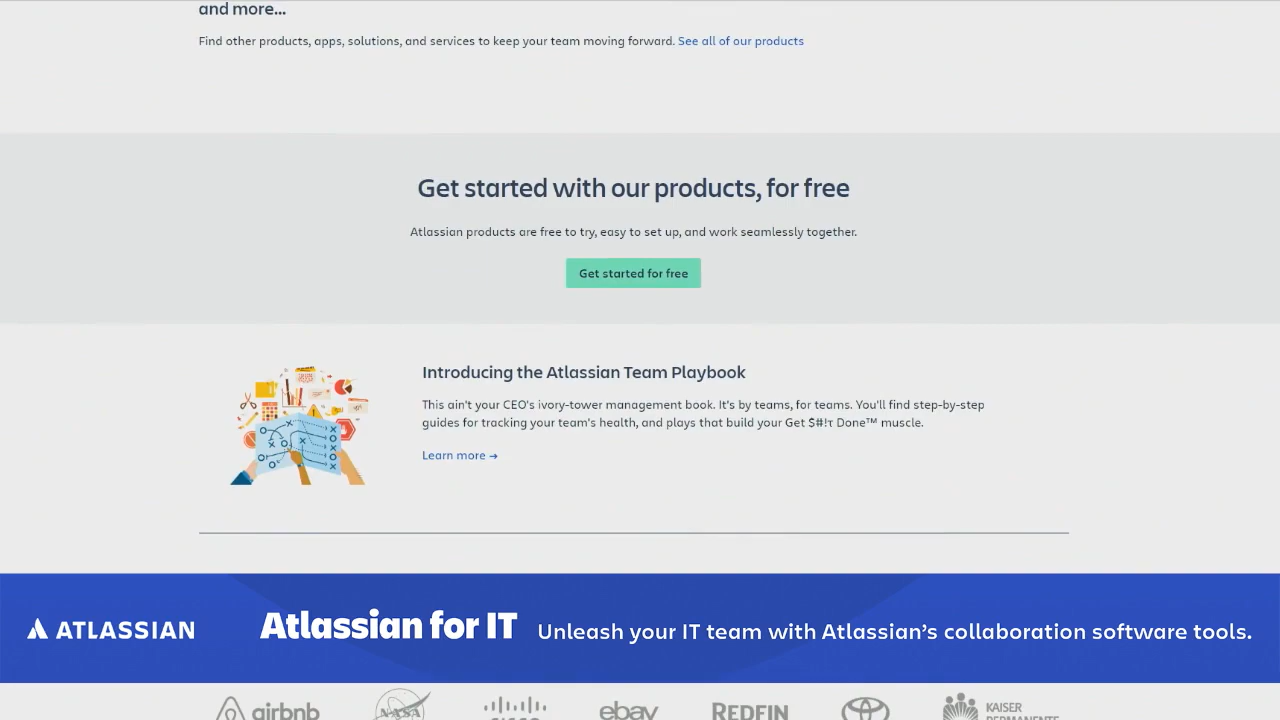 and more...
Find other products, apps, solutions, and services to keep your team moving forward. See all of our products
Get started with our products, for free
Atlassian products are free to try, easy to set up, and work seamlessly together.
Get started for free
Introducing the Atlassian Team Playbook
This ain't your CEO's ivory-tower management book. It's by teams, for teams. You'll find step-by-step
guides for tracking your team's health, and plays that build your Get $#!т Done™ muscle.
Learn more →
ATLASSIAN Atlassian for IT Unleash your IT team with Atlassian's collaboration software tools.
airbnb NASA CISCO ebay REDFIN KAISER
PERMANENTE